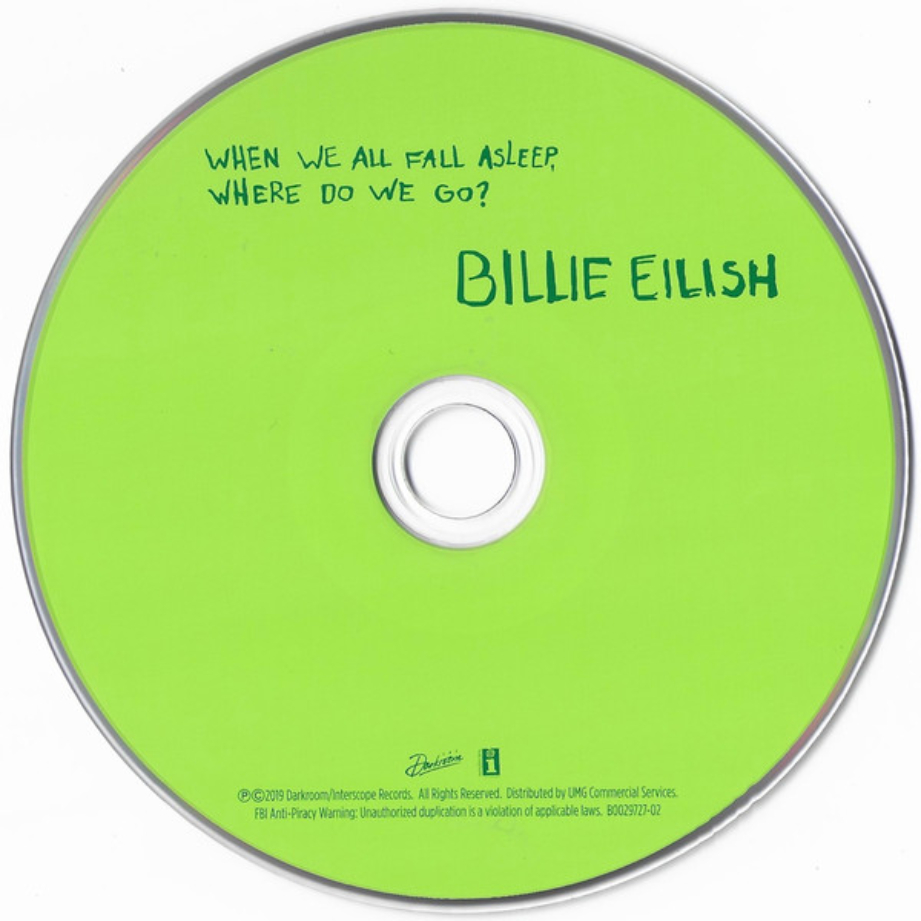 WHEN WE ALL FALL ASLEEP,
WHERE DO WE GO?
BILLIE EILISH
Darkroom
i
Ⓟ©2019 Darkroom/Interscope Records. All Rights Reserved. Distributed by UMG Commercial Services.
FBI Anti-Piracy Warning: Unauthorized duplication is a violation of applicable laws. B0029727-02